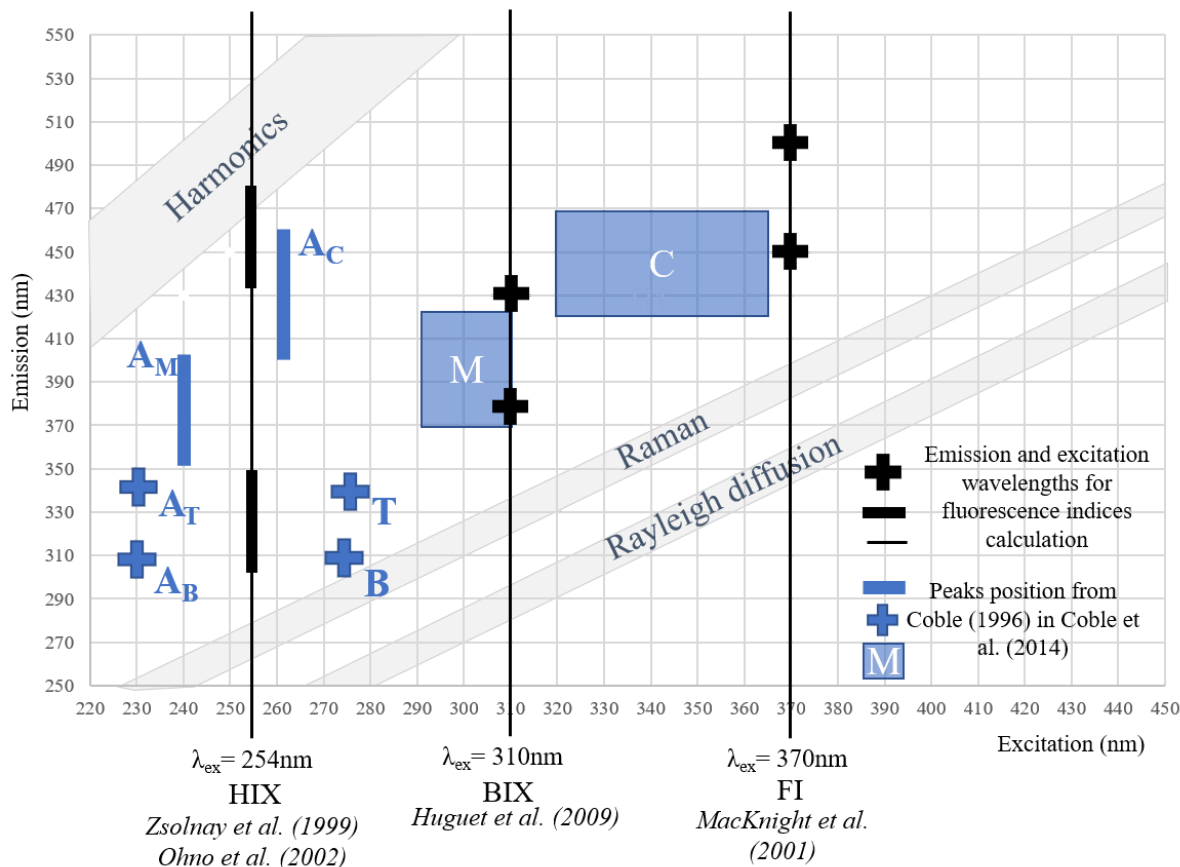 550
530
510
490
470
450
430
410
390
370
350
330
310
290
270
250
Emission (nm)
Harmonics
A_C
A_M
C
M
A_T
T
A_B
B
Raman
Rayleigh diffusion
Emission and excitation
wavelengths for
fluorescence indices
calculation
Peaks position from
Coble (1996) in Coble et
al. (2014)
M
220 230 240 250 260 270 280 290 300 310 320 330 340 350 360 370 380 390 400 410 420 430 440 450
Excitation (nm)
λex= 254nm
HIX
Zsolnay et al. (1999)
Ohno et al. (2002)
λex= 310nm
BIX
Huguet et al. (2009)
λex= 370nm
FI
MacKnight et al.
(2001)